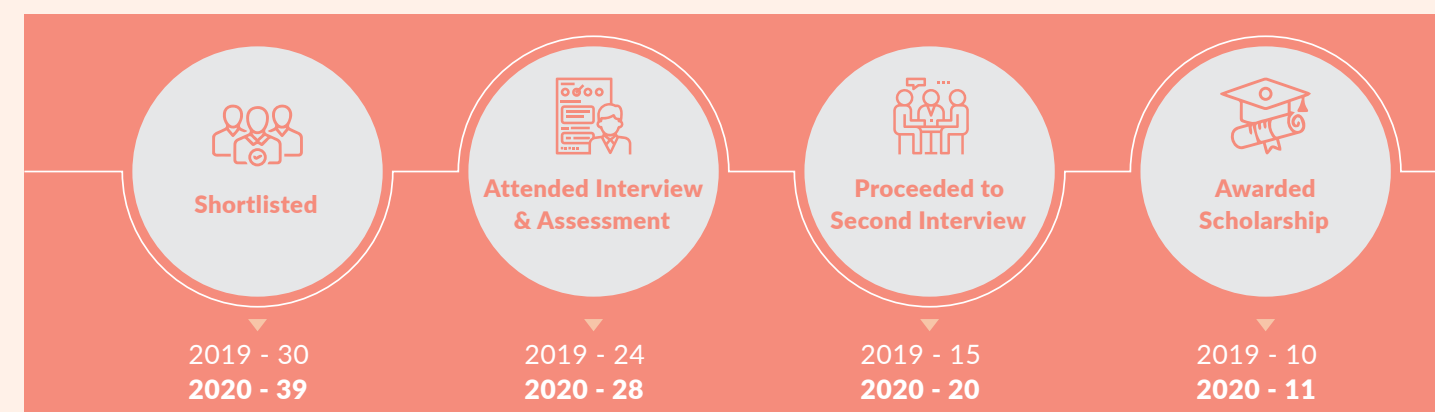 Shortlisted
2019 - 30
2020 - 39
Attended Interview
& Assessment
2019 - 24
2020 - 28
Proceeded to
Second Interview
2019 - 15
2020 - 20
Awarded
Scholarship
2019 - 10
2020 - 11